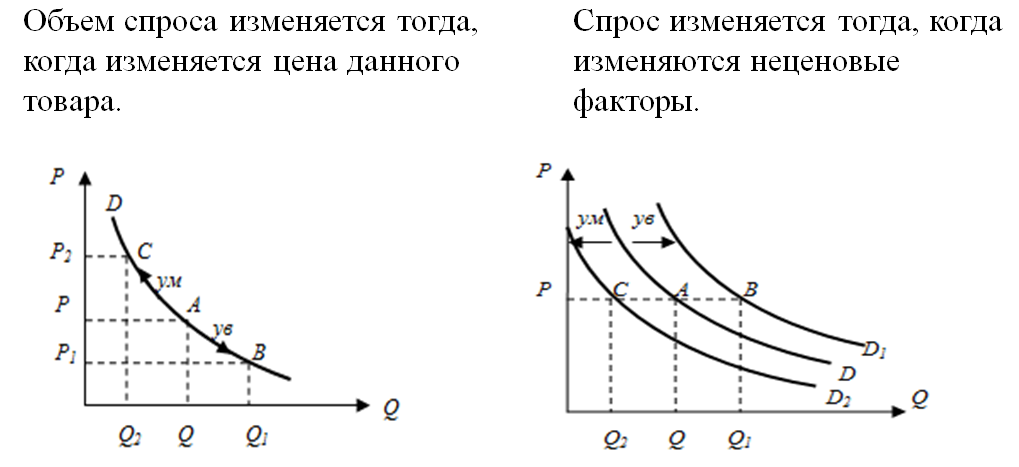 Объем спроса изменяется тогда,
когда изменяется цена данного
товара.
Спрос изменяется тогда, когда
изменяются неценовые
факторы.
P
D
P2
C
ум
P
A
ув
P1
B
Q
Q2 Q Q1
P
ум ув
P
C A B
D1
D
D2
Q
Q2 Q Q1